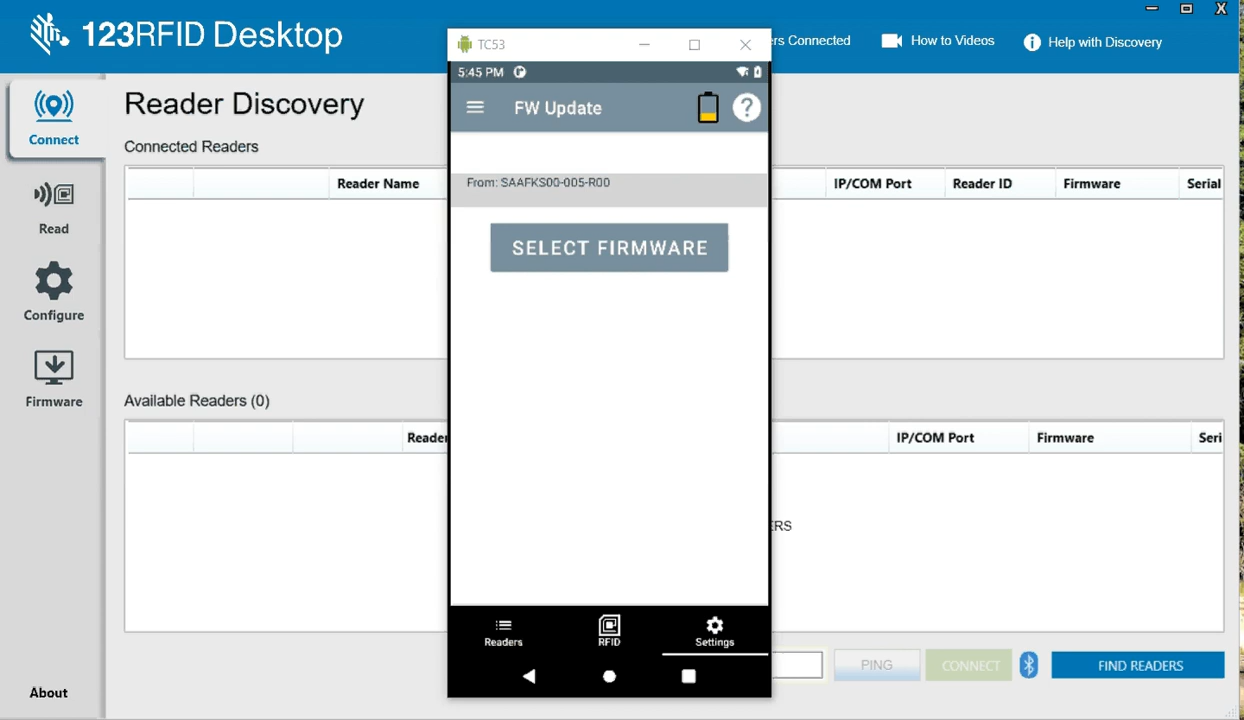 123RFID Desktop
rs Connected
How to Videos
Help with Discovery
Connect
Read
Configure
Firmware
About
Reader Discovery
Connected Readers
Reader Name
IP/COM Port
Reader ID
Firmware
Serial
Available Readers (0)
Reader
IP/COM Port
Firmware
Seri
ERS
PING
CONNECT
FIND READERS
TC53
5:45 PM
FW Update
?
From: SAAFKS00-005-R00
SELECT FIRMWARE
Readers
RFID
Settings